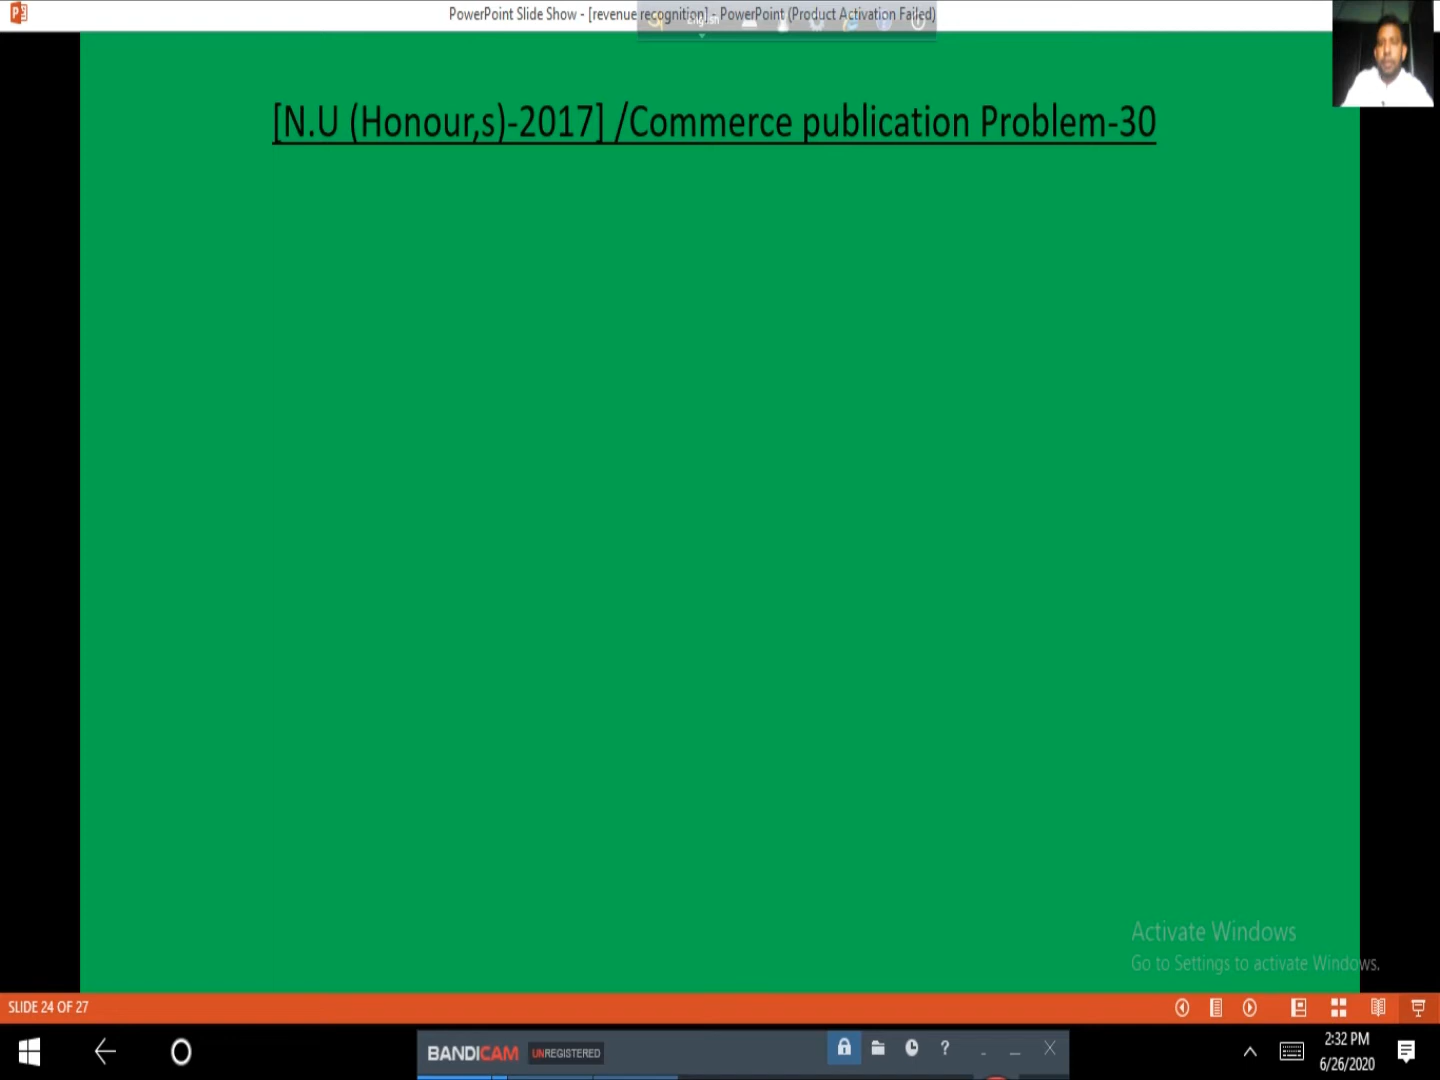 PowerPoint Slide Show - [revenue recognition] - PowerPoint (Product Activation Failed)
[N.U (Honour,s)-2017] /Commerce publication Problem-30
Activate Windows
Go to Settings to activate Windows.
SLIDE 24 OF 27
BANDICAM UNREGISTERED
?
2:32 PM
6/26/2020